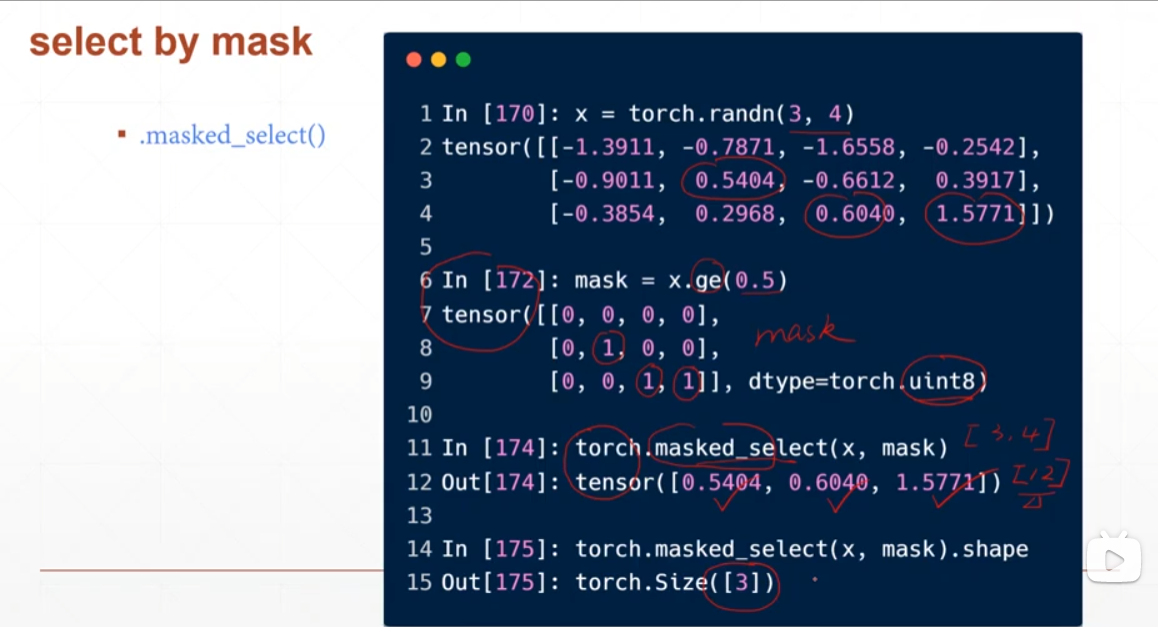 select by mask
▪ .masked_select()
1 In [170]: x = torch.randn(3, 4)
2 tensor([[-1.3911, -0.7871, -1.6558, -0.2542],
3 [-0.9011, 0.5404, -0.6612, 0.3917],
4 [-0.3854, 0.2968, 0.6040, 1.5771]])
5
6 In [172]: mask = x.ge(0.5)
7 tensor([[0, 0, 0, 0],
mask
8 [0, 1, 0, 0],
9 [0, 0, 1, 1]], dtype=torch.uint8)
10
11 In [174]: torch.masked_select(x, mask) [3,4]
12 Out[174]: tensor([0.5404, 0.6040, 1.5771]) [12]
13
14 In [175]: torch.masked_select(x, mask).shape
15 Out[175]: torch.Size([3])